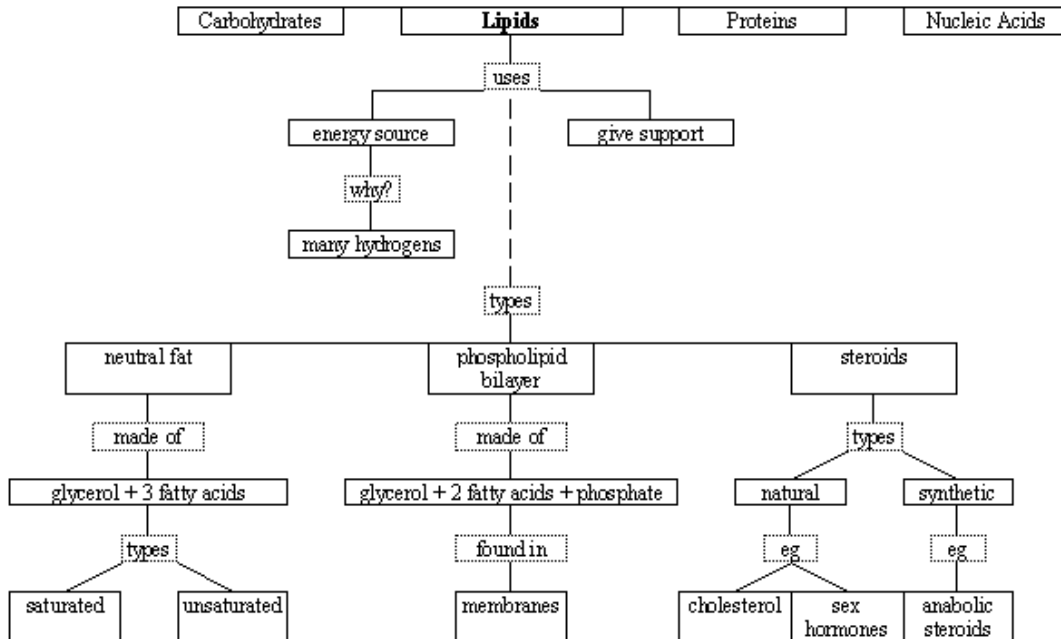 Carbohydrates
Lipids
Proteins
Nucleic Acids
uses
energy source
give support
why?
many hydrogens
types
neutral fat
phospholipid
bilayer
steroids
made of
made of
types
glycerol + 3 fatty acids
glycerol + 2 fatty acids + phosphate
natural
synthetic
types
found in
eg
eg
saturated
unsaturated
membranes
cholesterol
sex
hormones
anabolic
steroids